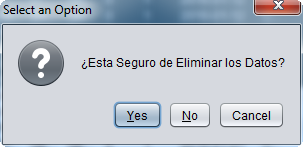 Select an Option
¿Esta Seguro de Eliminar los Datos?
Yes No Cancel